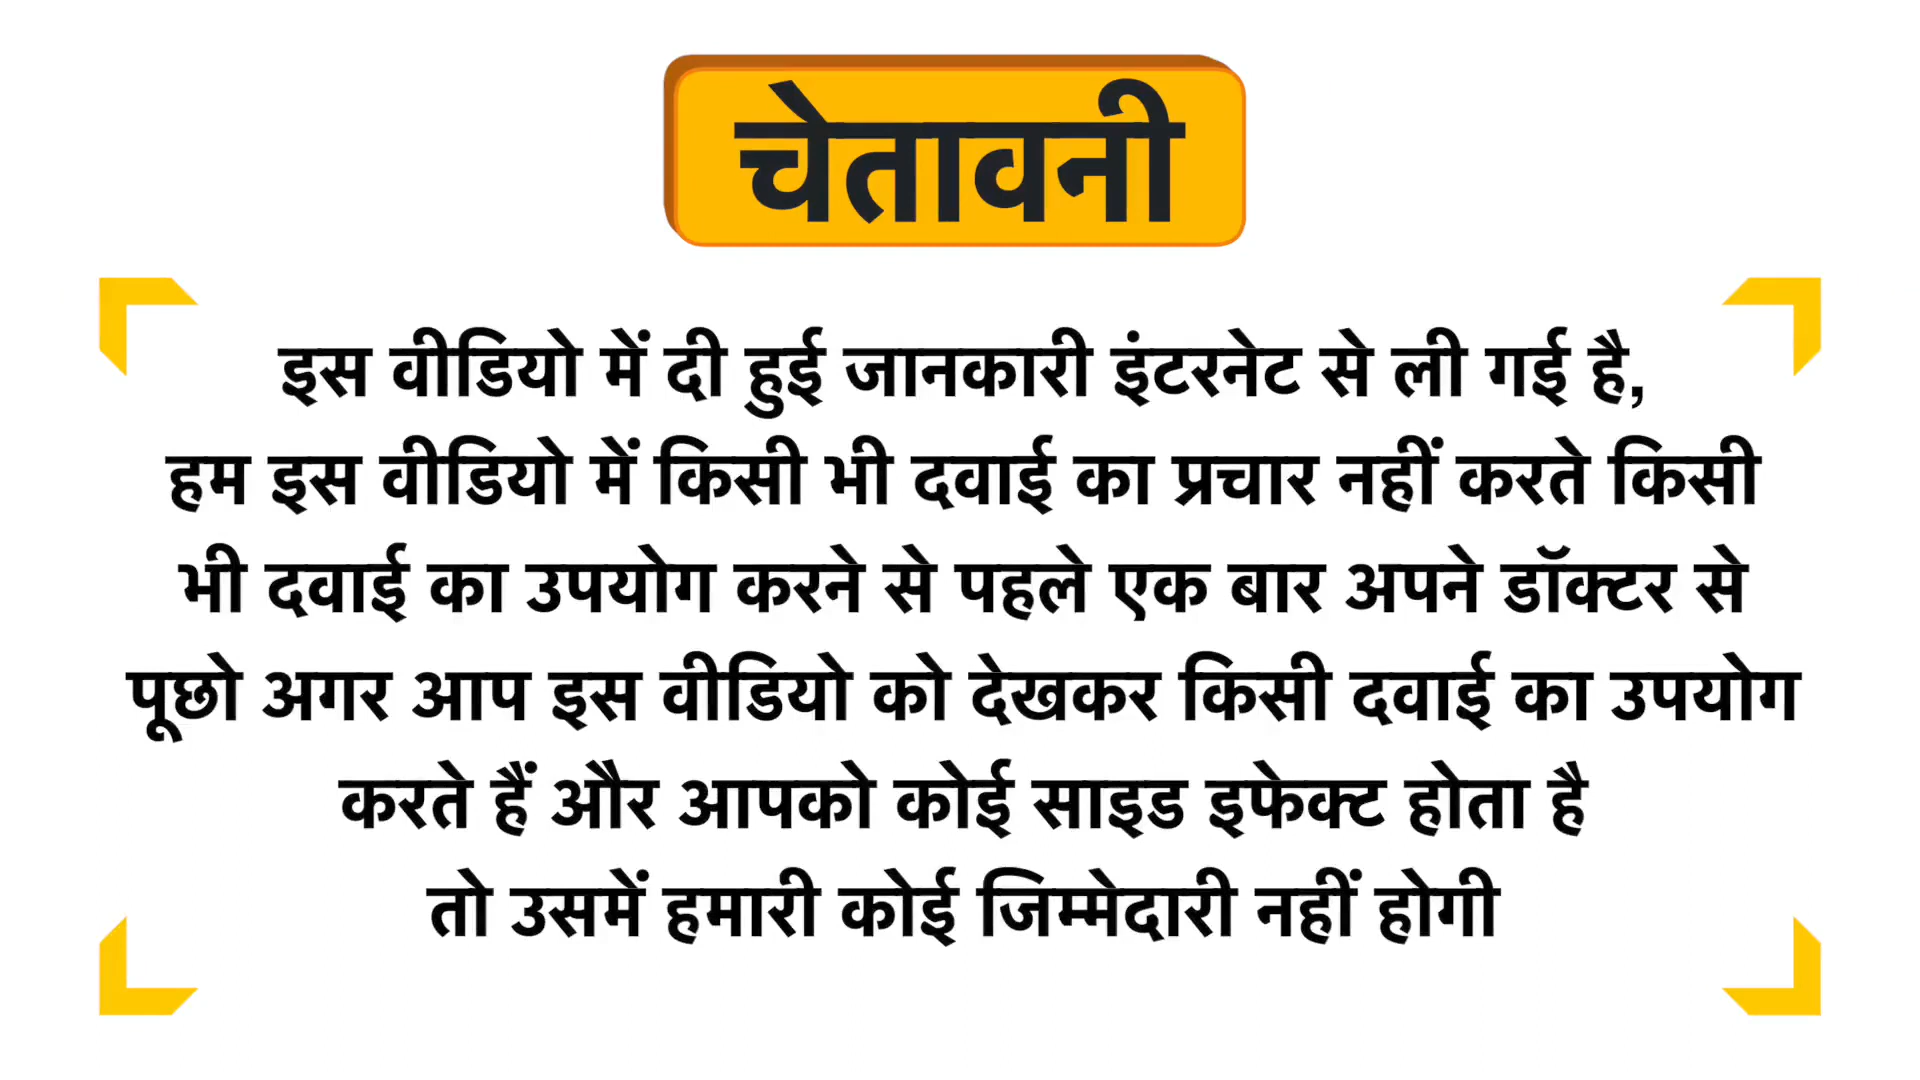 चेतावनी
इस वीडियो में दी हुई जानकारी इंटरनेट से ली गई है,
हम इस वीडियो में किसी भी दवाई का प्रचार नहीं करते किसी
भी दवाई का उपयोग करने से पहले एक बार अपने डॉक्टर से
पूछो अगर आप इस वीडियो को देखकर किसी दवाई का उपयोग
करते हैं और आपको कोई साइड इफेक्ट होता है
तो उसमें हमारी कोई जिम्मेदारी नहीं होगी